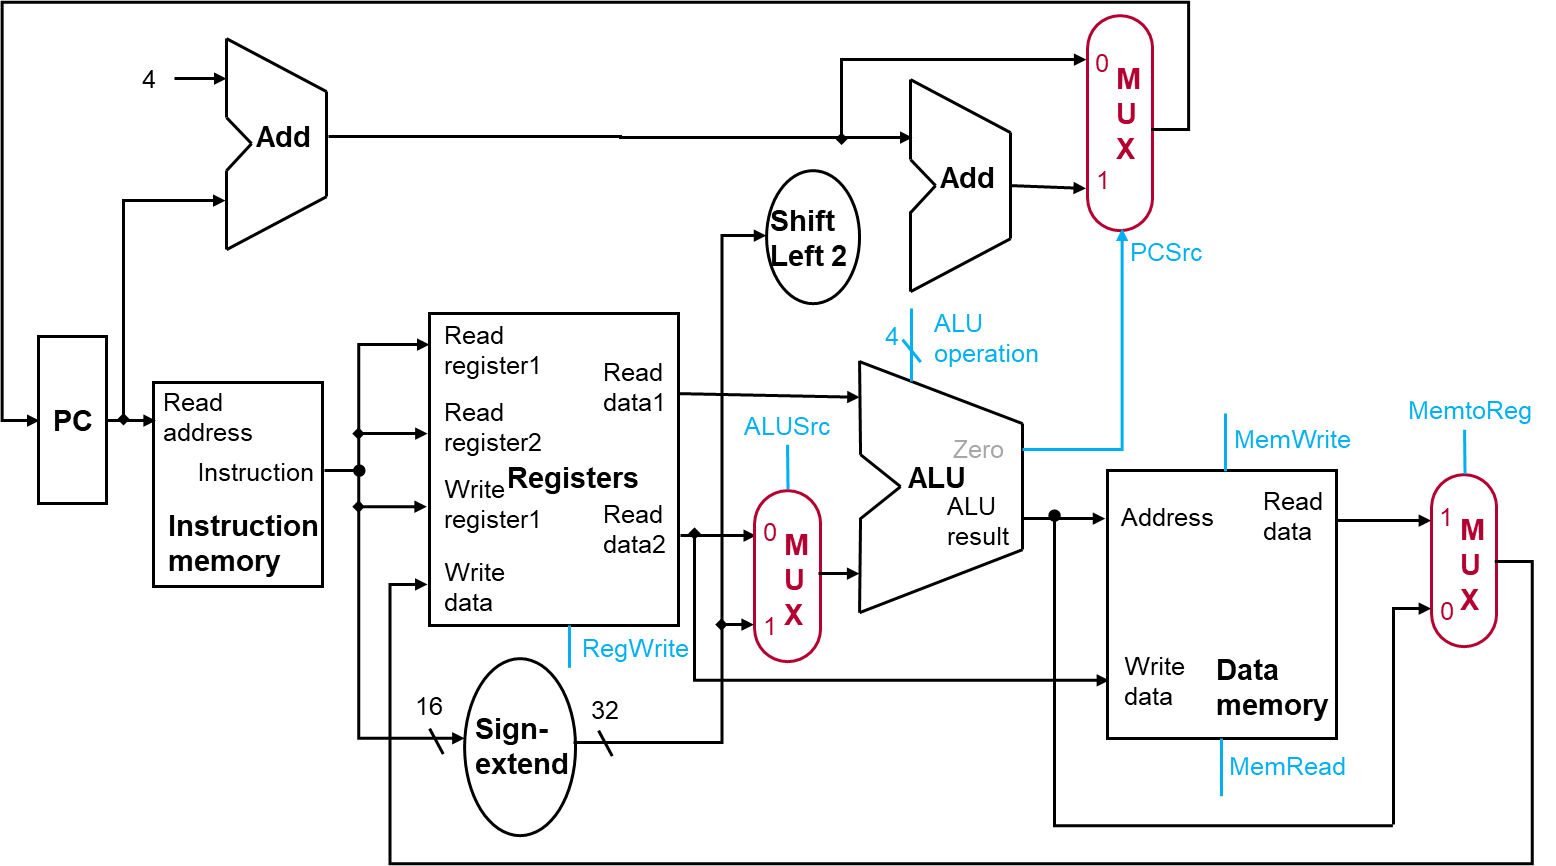 4
Add
0
M
U
X
1
Add
Shift
Left 2
PCSrc
4
ALU
operation
PC
Read
address
Instruction
Instruction
memory
Read
register1
Read
register2
Write
register1
Write
data
Registers
Read
data1
Read
data2
RegWrite
16
Sign-
extend
32
ALUSrc
0
M
U
X
1
Zero
ALU
ALU
result
MemWrite
Address
Read
data
Write
data
Data
memory
MemRead
MemtoReg
1
M
U
X
0